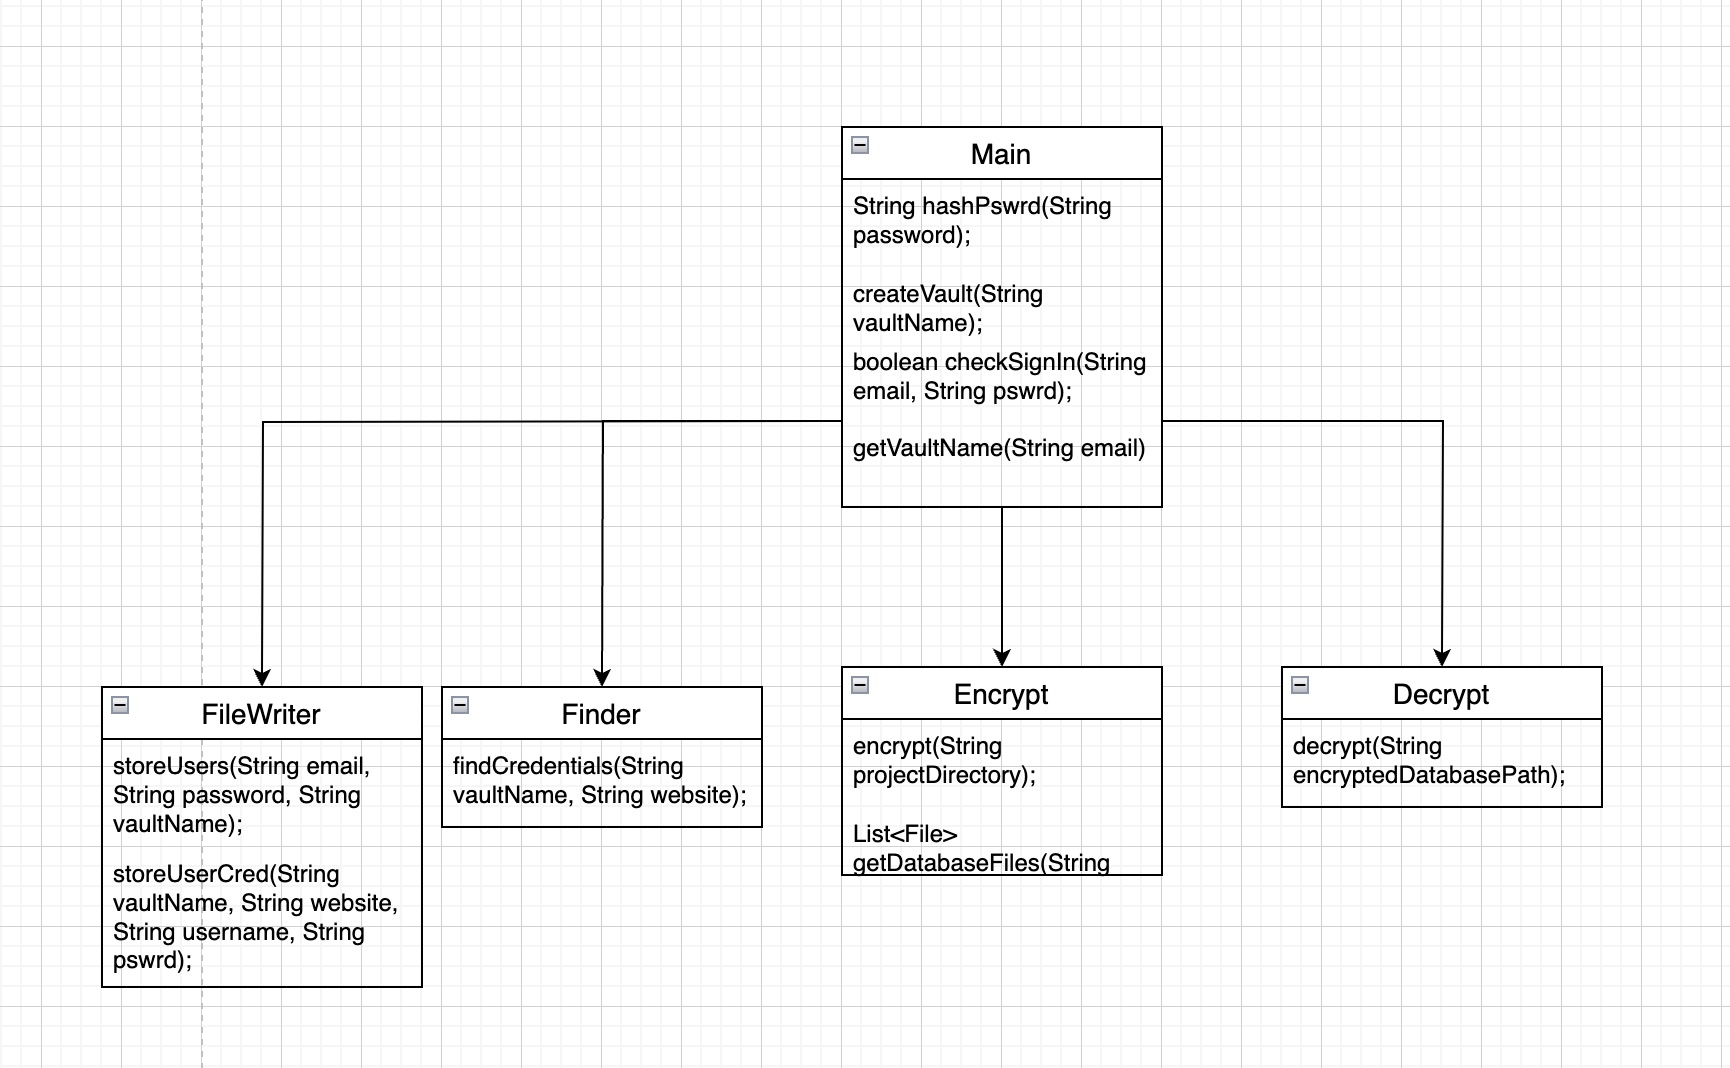 Main
String hashPswrd(String
password);
createVault(String
vaultName);
boolean checkSignIn(String
email, String pswrd);
getVaultName(String email)
FileWriter
storeUsers(String email,
String password, String
vaultName);
storeUserCred(String
vaultName, String website,
String username, String
pswrd);
Finder
findCredentials(String
vaultName, String website);
Encrypt
encrypt(String
projectDirectory);
List<File>
getDatabaseFiles(String
Decrypt
decrypt(String
encryptedDatabasePath);